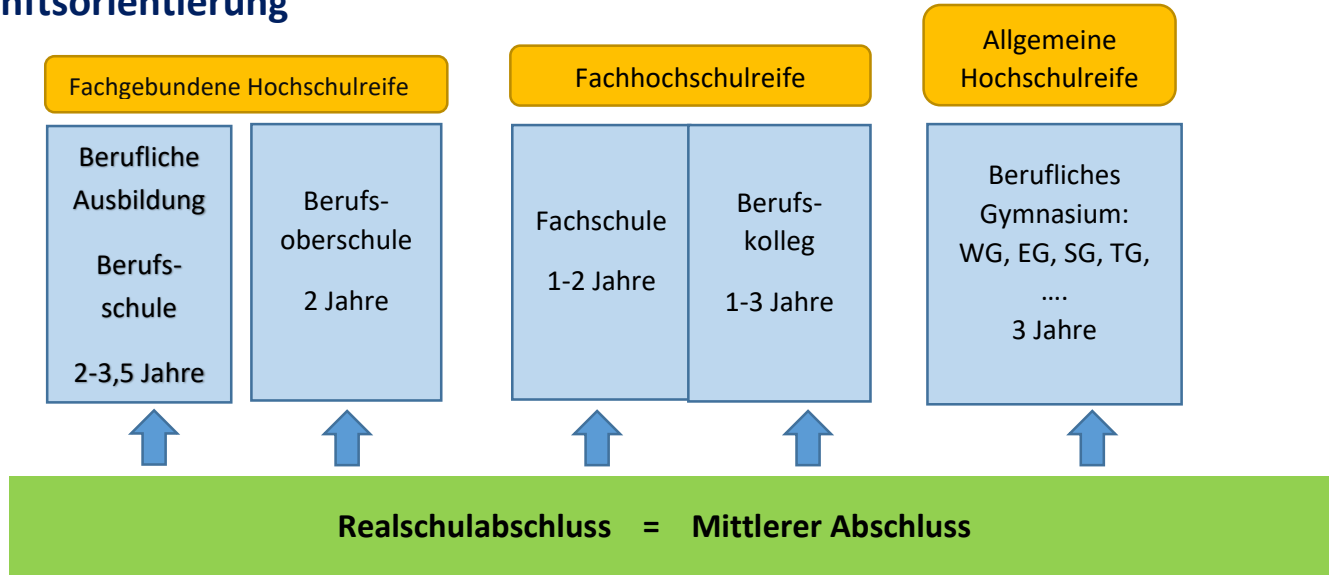 nftsorientierung
Fachgebundene Hochschulreife
Fachhochschulreife
Allgemeine
Hochschulreife
Berufliche
Ausbildung
Berufs-
schule
2-3,5 Jahre
Berufs-
oberschule
2 Jahre
Fachschule
1-2 Jahre
Berufs-
kolleg
1-3 Jahre
Berufliches
Gymnasium:
WG, EG, SG, TG,
....
3 Jahre
Realschulabschluss = Mittlerer Abschluss